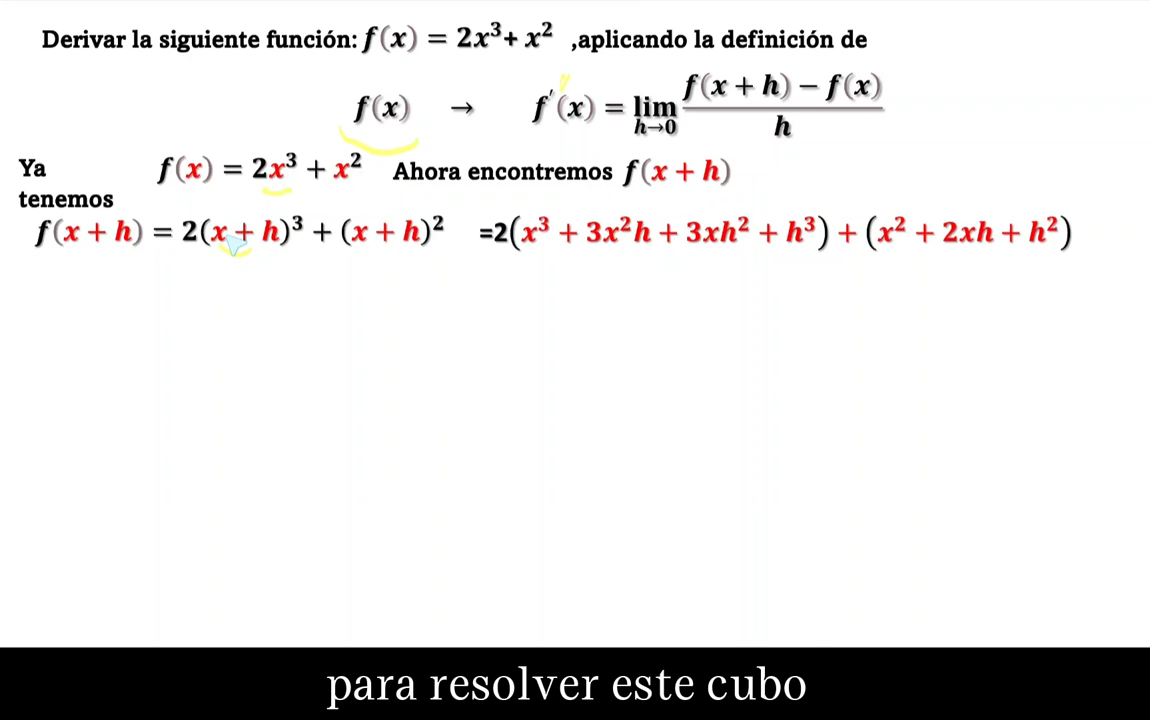 Derivar la siguiente función: f(x) = 2x³+ x² ,aplicando la definición de
f(x) → f'(x) = lim h→0 f(x + h) − f(x) / h
Ya tenemos f(x) = 2x³ + x² Ahora encontremos f(x + h)
f(x + h) = 2(x + h)³ + (x + h)² =2(x³ + 3x²h + 3xh² + h³) + (x² + 2xh + h²)
para resolver este cubo